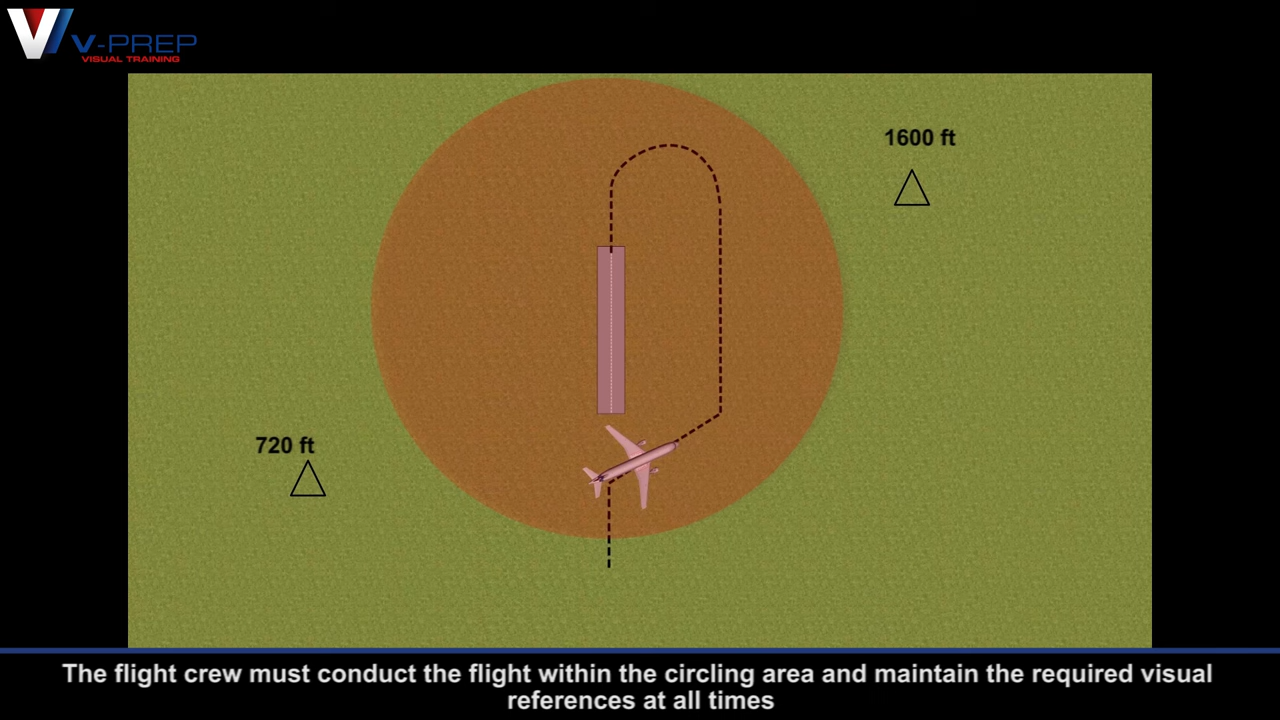 V-PREP
VISUAL TRAINING
1600 ft
720 ft
The flight crew must conduct the flight within the circling area and maintain the required visual
references at all times